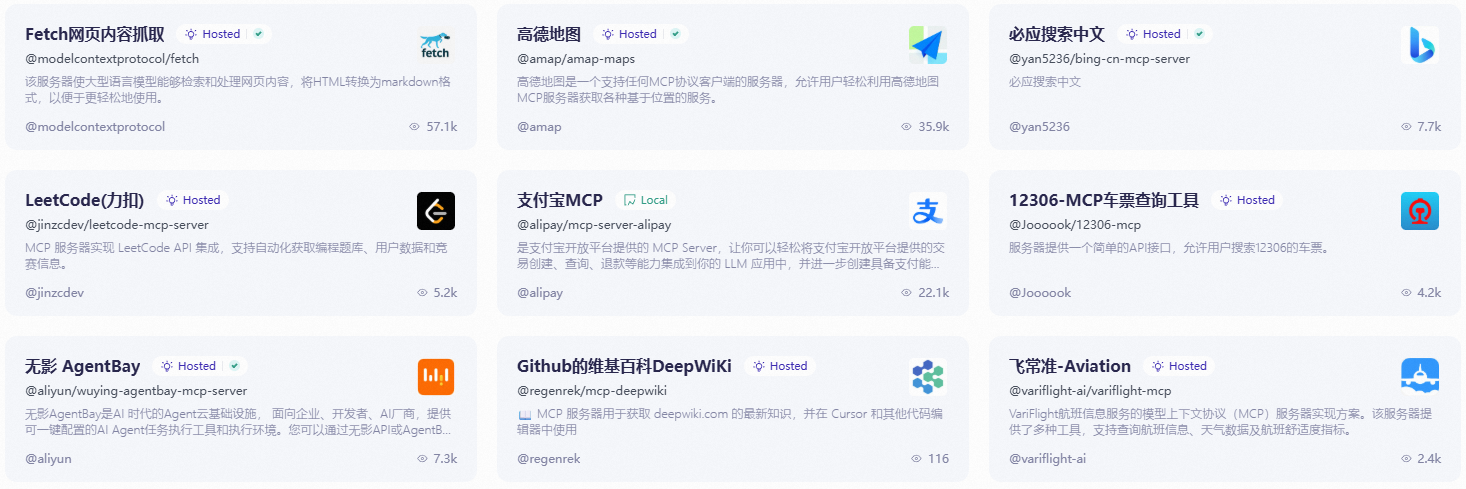 Fetch网页内容抓取 Hosted
fetch
@modelcontextprotocol/fetch
该服务器使大型语言模型能够检索和处理网页内容，将HTML转换为markdown格
式，以便于更轻松地使用。
@modelcontextprotocol 57.1k
高德地图 Hosted
@amap/amap-maps
高德地图是一个支持任何MCP协议客户端的服务器，允许用户轻松利用高德地图
MCP服务器获取各种基于位置的服务。
@amap 35.9k
必应搜索中文 Hosted
@yan5236/bing-cn-mcp-server
必应搜索中文
@yan5236 7.7k
LeetCode(力扣) Hosted
@jinzcdev/leetcode-mcp-server
MCP 服务器实现 LeetCode API 集成，支持自动化获取编程题库、用户数据和竞
赛信息。
@jinzcdev 5.2k
支付宝MCP Local
支
@alipay/mcp-server-alipay
是支付宝开放平台提供的 MCP Server，让你可以轻松将支付宝开放平台提供的交
易创建、查询、退款等能力集成到你的 LLM 应用中，并进一步创建具备支付能...
@alipay 22.1k
12306-MCP车票查询工具 Hosted
@Joooook/12306-mcp
服务器提供一个简单的API接口，允许用户搜索12306的车票。
@Joooook 4.2k
无影 AgentBay Hosted
@aliyun/wuying-agentbay-mcp-server
无影AgentBay是AI 时代的Agent云基础设施， 面向企业、开发者、AI厂商，提供
可一键配置的AI Agent任务执行工具和执行环境。您可以通过无影API或AgentB...
@aliyun 7.3k
Github的维基百科DeepWiKi Hosted
@regenrek/mcp-deepwiki
📖 MCP 服务器用于获取 deepwiki.com 的最新知识，并在 Cursor 和其他代码编
辑器中使用
@regenrek 116
飞常准-Aviation Hosted
@variflight-ai/variflight-mcp
VariFlight航班信息服务的模型上下文协议（MCP）服务器实现方案。该服务器提
供了多种工具，支持查询航班信息、天气数据及航班舒适度指标。
@variflight-ai 2.4k